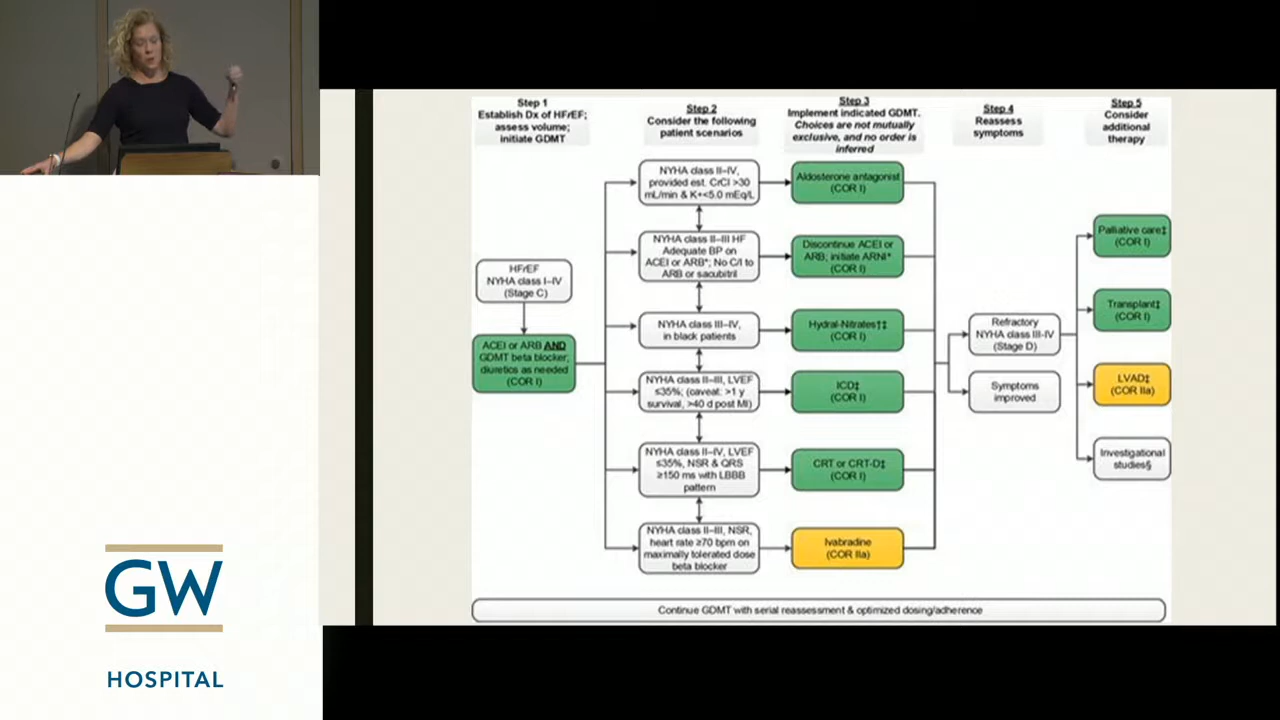 Step 1
Establish Dx of HFrEF;
assess volume;
initiate GDMT
Step 2
Consider the following
patient scenarios
Step 3
Implement indicated GDMT.
Choices are not mutually
exclusive, and no order is
inferred
Step 4
Reassess
symptoms
Step 5
Consider
additional
therapy
HFrEF
NYHA class I–IV
(Stage C)
ACEI or ARB AND
GDMT beta blocker;
diuretics as needed
(COR I)
NYHA class II–IV,
provided est. CrCl >30
mL/min & K+<5.0 mEq/L
NYHA class II–III HF
Adequate BP on
ACEI or ARB*; No C/I to
ARB or sacubitril
NYHA class III–IV,
in black patients
NYHA class II–III, LVEF
≤35%; (caveat: >1 y
survival, >40 d post MI)
NYHA class II–IV, LVEF
≤35%, NSR & QRS
≥150 ms with LBBB
pattern
NYHA class II–III, NSR,
heart rate ≥70 bpm on
maximally tolerated dose
beta blocker
Aldosterone antagonist
(COR I)
Discontinue ACEI or
ARB; initiate ARNI*
(COR I)
Hydral-Nitrates†‡
(COR I)
ICD‡
(COR I)
CRT or CRT-D‡
(COR I)
Ivabradine
(COR IIa)
Refractory
NYHA class III-IV
(Stage D)
Symptoms
improved
Palliative care‡
(COR I)
Transplant‡
(COR I)
LVAD‡
(COR IIa)
Investigational
studies§
Continue GDMT with serial reassessment & optimized dosing/adherence
GW
HOSPITAL